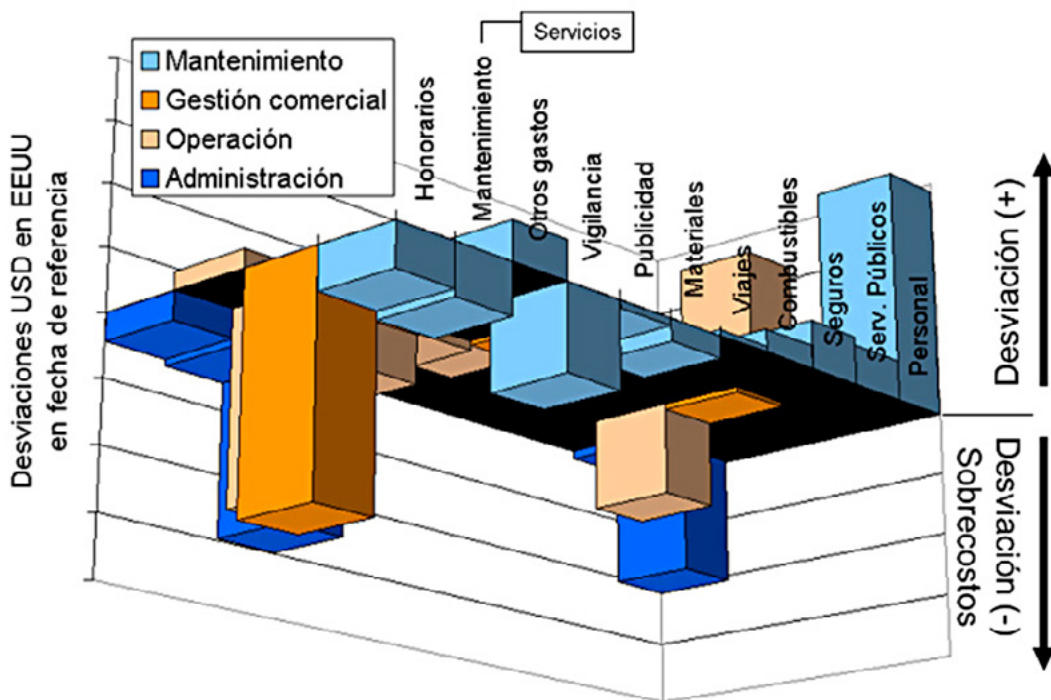 Servicios
Mantenimiento
Gestión comercial
Operación
Administración
Honorarios
Mantenimiento
Otros gastos
Vigilancia
Publicidad
Materiales
Viajes
Combustibles
Seguros
Serv. Públicos
Personal
Desviaciones USD en EEUU
en fecha de referencia
Desviación (+)
Desviación (-)
Sobrecostos